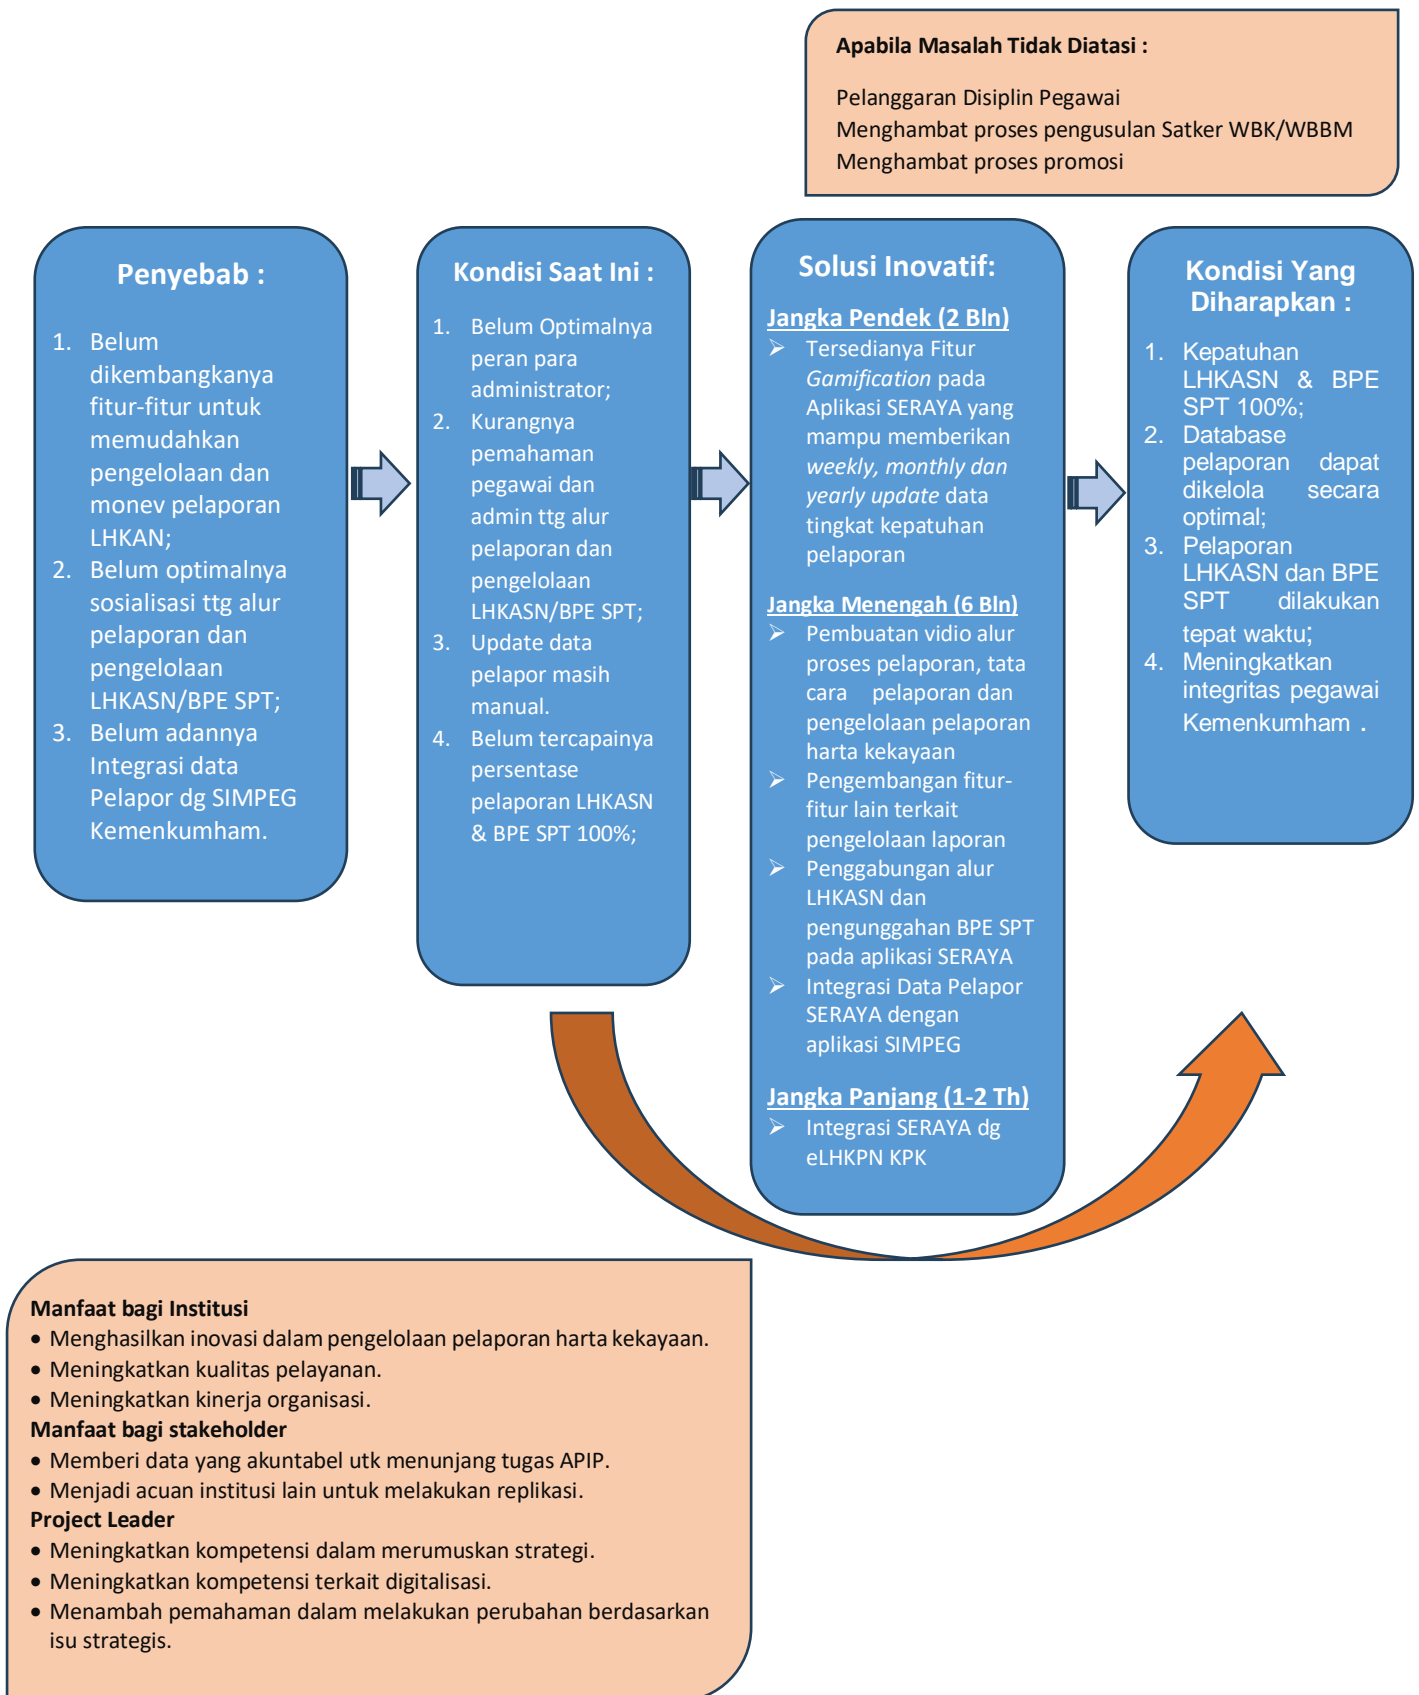 Apabila Masalah Tidak Diatasi :
Pelanggaran Disiplin Pegawai
Menghambat proses pengusulan Satker WBK/WBBM
Menghambat proses promosi
Penyebab :
1. Belum
dikembangkanya
fitur-fitur untuk
memudahkan
pengelolaan dan
monev pelaporan
LHKAN;
2. Belum optimalnya
sosialisasi ttg alur
pelaporan dan
pengelolaan
LHKASN/BPE SPT;
3. Belum adannya
Integrasi data
Pelapor dg SIMPEG
Kemenkumham.
Kondisi Saat Ini :
1. Belum Optimalnya
peran para
administrator;
2. Kurangnya
pemahaman
pegawai dan
admin ttg alur
pelaporan dan
pengelolaan
LHKASN/BPE SPT;
3. Update data
pelapor masih
manual.
4. Belum tercapainya
persentase
pelaporan LHKASN
& BPE SPT 100%;
Solusi Inovatif:
Jangka Pendek (2 Bln)
➢ Tersedianya Fitur
Gamification pada
Aplikasi SERAYA yang
mampu memberikan
weekly, monthly dan
yearly update data
tingkat kepatuhan
pelaporan
Jangka Menengah (6 Bln)
➢ Pembuatan vidio alur
proses pelaporan, tata
cara pelaporan dan
pengelolaan pelaporan
harta kekayaan
➢ Pengembangan fitur-
fitur lain terkait
pengelolaan laporan
➢ Penggabungan alur
LHKASN dan
pengunggahan BPE SPT
pada aplikasi SERAYA
➢ Integrasi Data Pelapor
SERAYA dengan
aplikasi SIMPEG
Jangka Panjang (1-2 Th)
➢ Integrasi SERAYA dg
eLHKPN KPK
Kondisi Yang
Diharapkan :
1. Kepatuhan
LHKASN & BPE
SPT 100%;
2. Database
pelaporan dapat
dikelola secara
optimal;
3. Pelaporan
LHKASN dan BPE
SPT dilakukan
tepat waktu;
4. Meningkatkan
integritas pegawai
Kemenkumham .
Manfaat bagi Institusi
• Menghasilkan inovasi dalam pengelolaan pelaporan harta kekayaan.
• Meningkatkan kualitas pelayanan.
• Meningkatkan kinerja organisasi.
Manfaat bagi stakeholder
• Memberi data yang akuntabel utk menunjang tugas APIP.
• Menjadi acuan institusi lain untuk melakukan replikasi.
Project Leader
• Meningkatkan kompetensi dalam merumuskan strategi.
• Meningkatkan kompetensi terkait digitalisasi.
• Menambah pemahaman dalam melakukan perubahan berdasarkan
isu strategis.